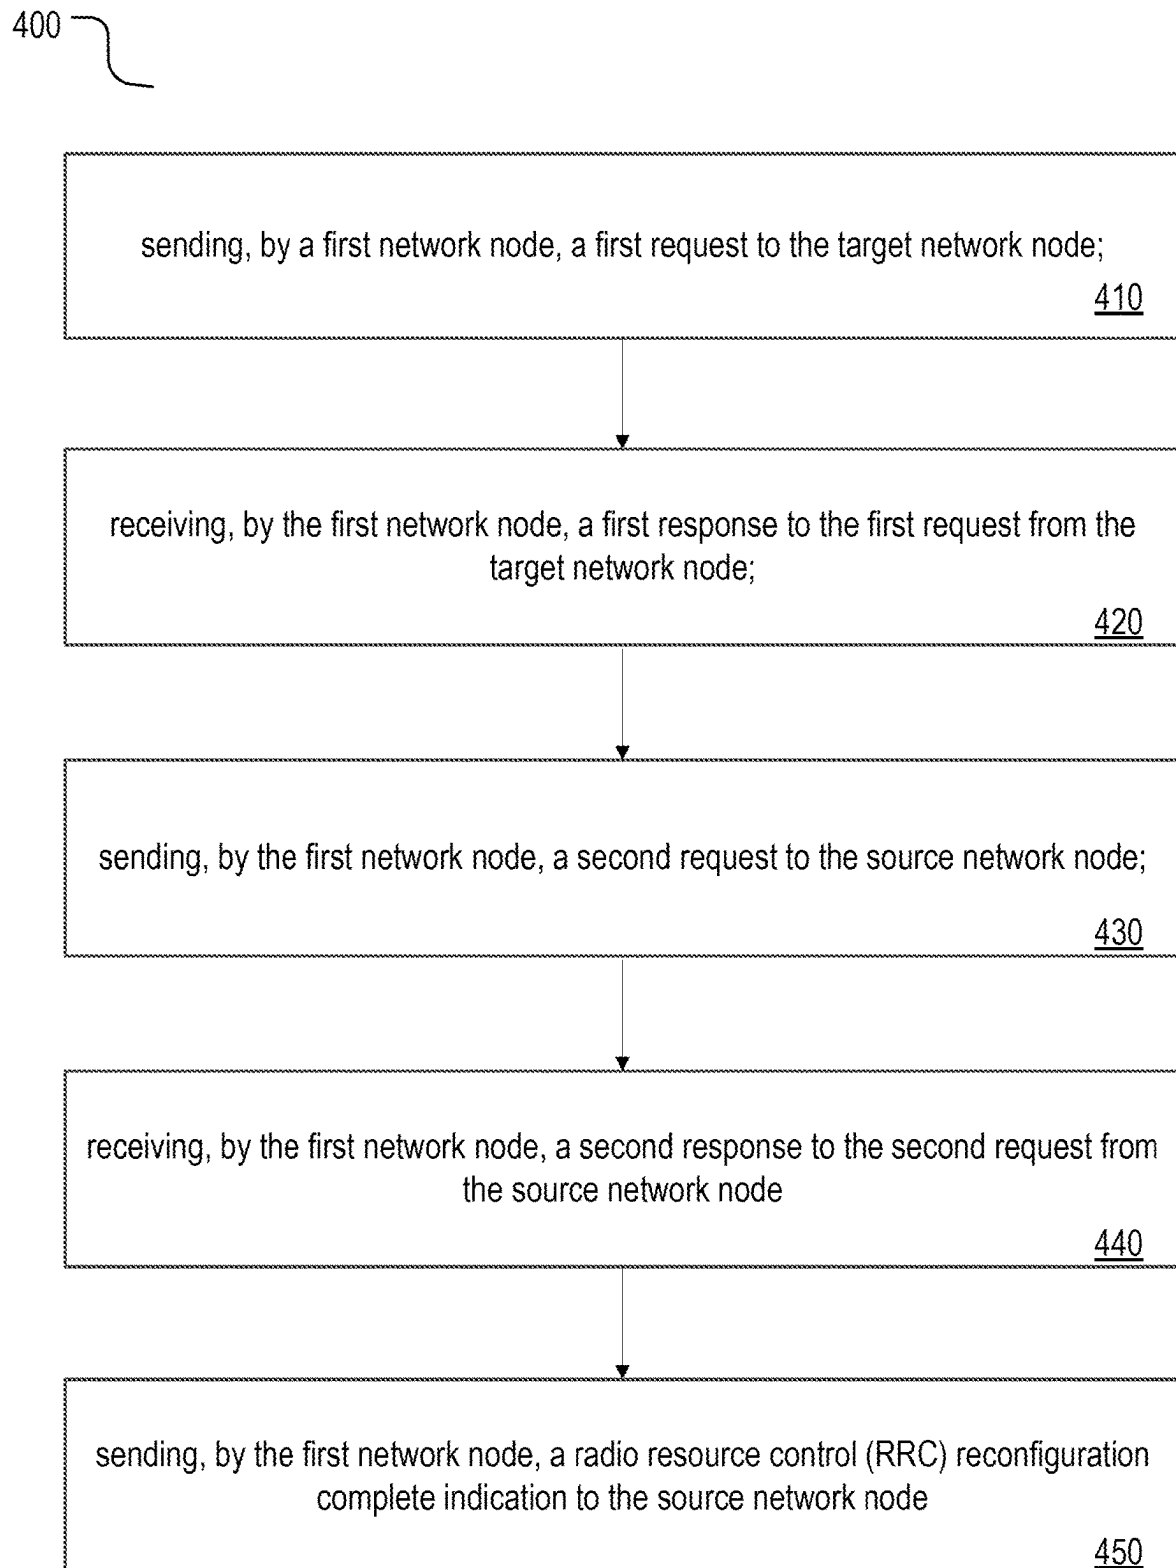 400
sending, by a first network node, a first request to the target network node;
410
receiving, by the first network node, a first response to the first request from the
target network node;
420
sending, by the first network node, a second request to the source network node;
430
receiving, by the first network node, a second response to the second request from
the source network node
440
sending, by the first network node, a radio resource control (RRC) reconfiguration
complete indication to the source network node
450